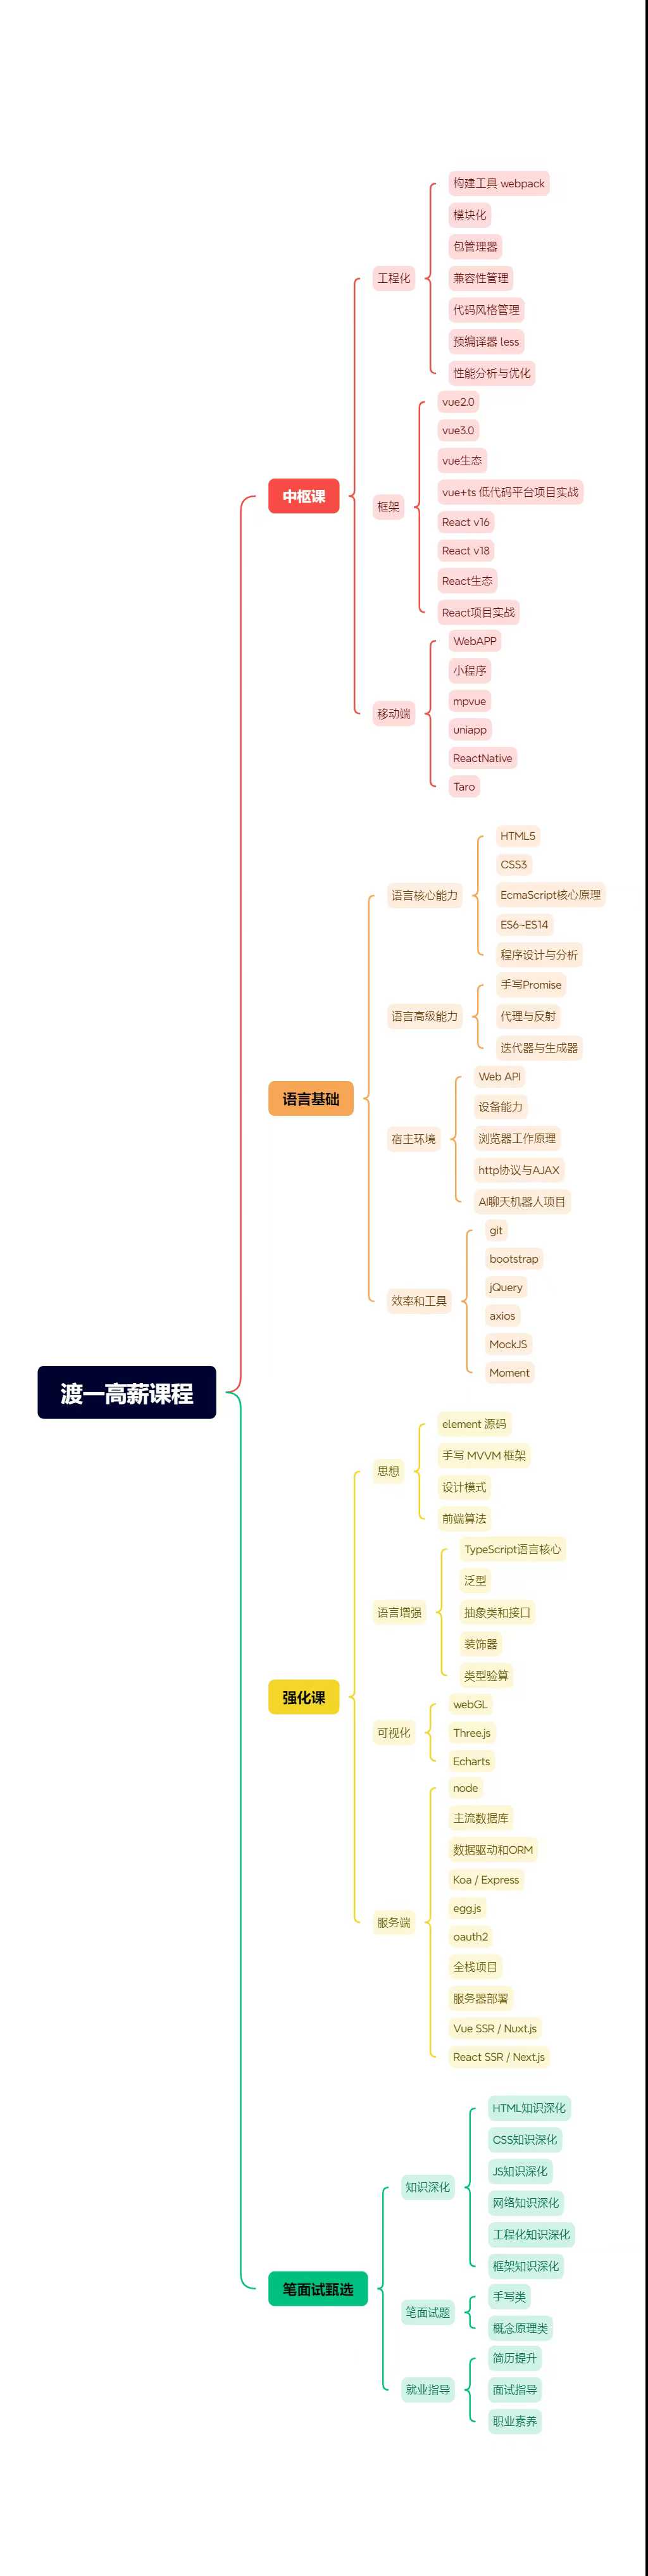 渡一高薪课程
中枢课
工程化
构建工具 webpack
模块化
包管理器
兼容性管理
代码风格管理
预编译器 less
性能分析与优化
框架
vue2.0
vue3.0
vue生态
vue+ts 低代码平台项目实战
React v16
React v18
React生态
React项目实战
移动端
WebAPP
小程序
mpvue
uniapp
ReactNative
Taro
语言基础
语言核心能力
HTML5
CSS3
EcmaScript核心原理
ES6~ES14
程序设计与分析
语言高级能力
手写Promise
代理与反射
迭代器与生成器
宿主环境
Web API
设备能力
浏览器工作原理
http协议与AJAX
AI聊天机器人项目
效率和工具
git
bootstrap
jQuery
axios
MockJS
Moment
强化课
思想
element 源码
手写 MVVM 框架
设计模式
前端算法
语言增强
TypeScript语言核心
泛型
抽象类和接口
装饰器
类型验算
可视化
webGL
Three.js
Echarts
服务端
node
主流数据库
数据驱动和ORM
Koa / Express
egg.js
oauth2
全栈项目
服务器部署
Vue SSR / Nuxt.js
React SSR / Next.js
笔面试甄选
知识深化
HTML知识深化
CSS知识深化
JS知识深化
网络知识深化
工程化知识深化
框架知识深化
笔面试题
手写类
概念原理类
就业指导
简历提升
面试指导
职业素养